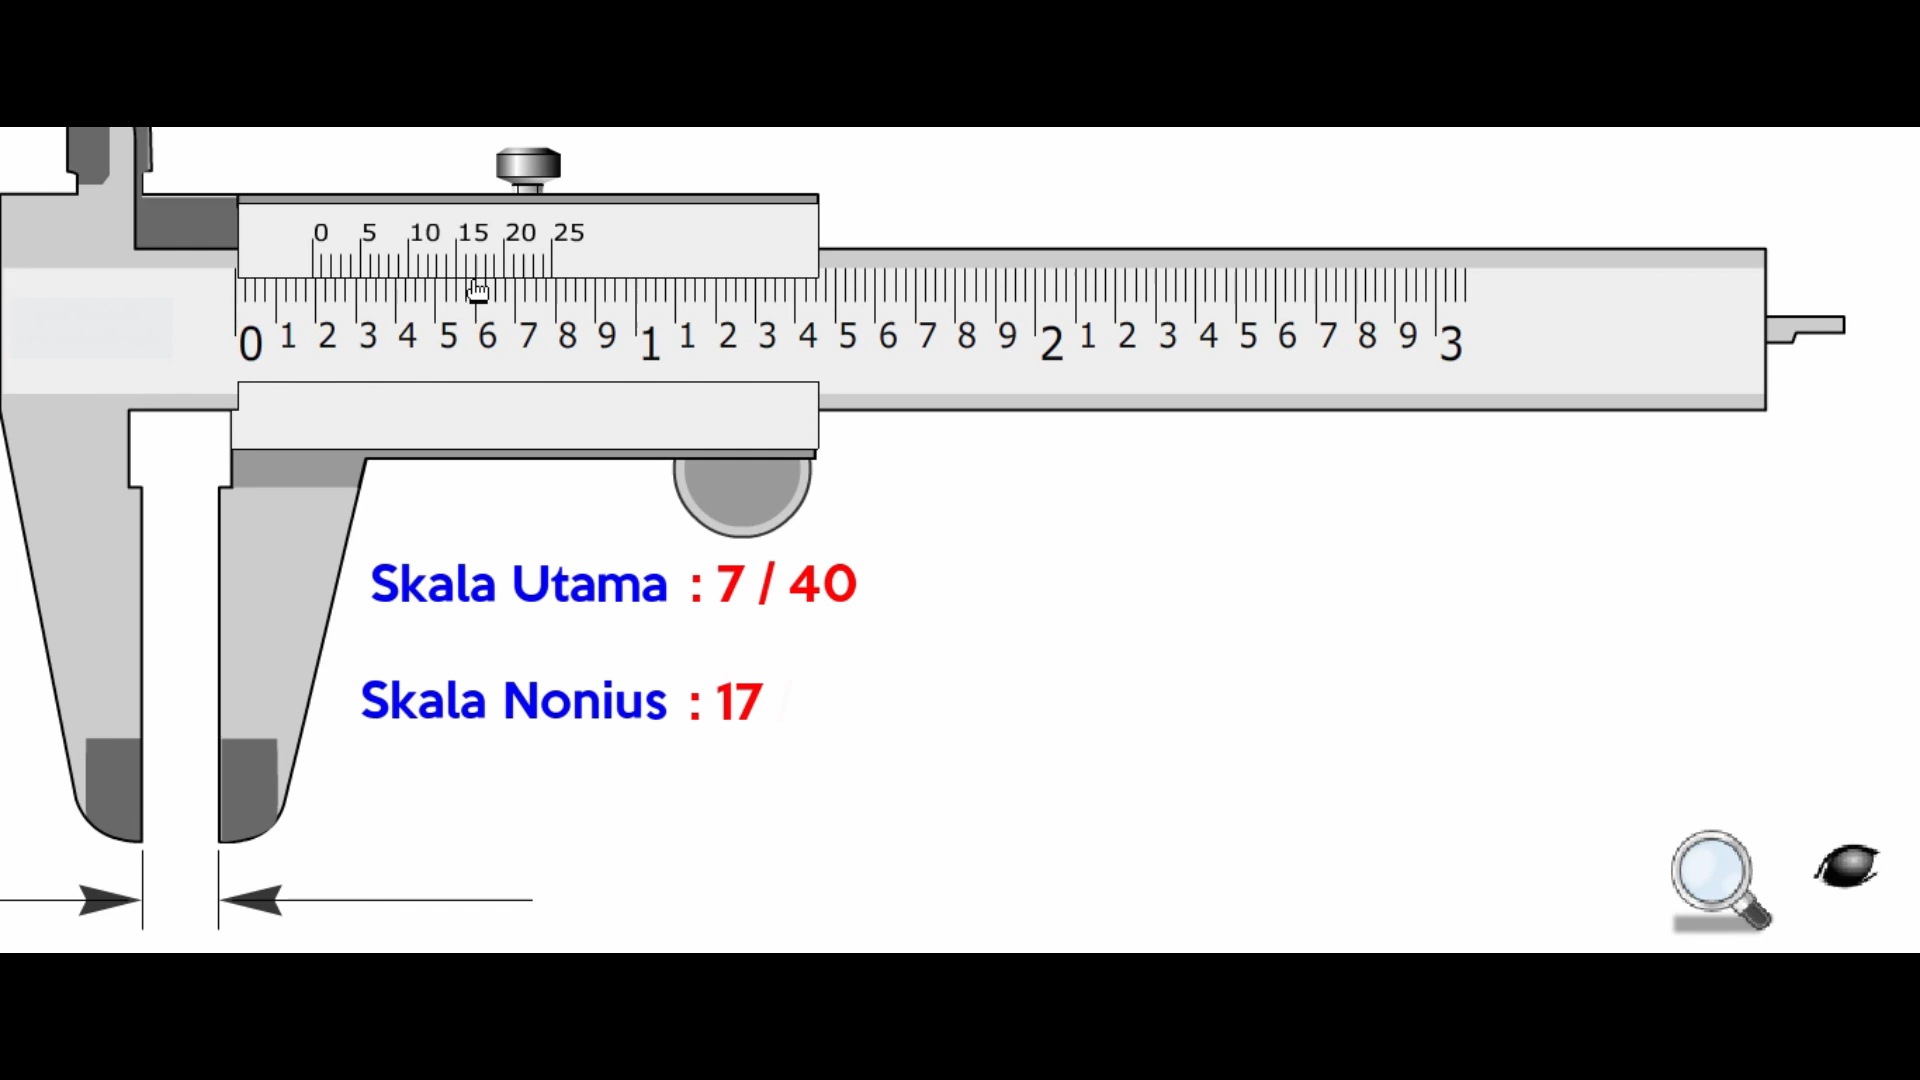 0 5 10 15 20 25
0 1 2 3 4 5 6 7 8 9 1 1 2 3 4 5 6 7 8 9 2 1 2 3 4 5 6 7 8 9 3
Skala Utama : 7 / 40
Skala Nonius : 17